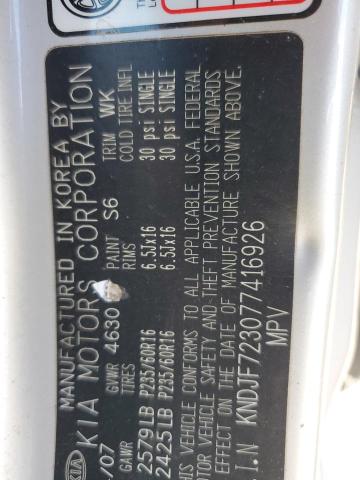 KIA
MANUFACTURED IN KOREA BY
KIA MOTORS CORPORATION
/07
GVWR 4630 PAINT S6 TRIM WK
GAWR TIRES RIMS COLD TIRE INFL
2579LB P235/60R16 6.5Jx16 30 psi SINGLE
2425LB P235/60R16 6.5Jx16 30 psi SINGLE
THIS VEHICLE CONFORMS TO ALL APPLICABLE U.S.A. FEDERAL
MOTOR VEHICLE SAFETY AND THEFT PREVENTION STANDARDS
EFFECT ON THE DATE OF MANUFACTURE SHOWN ABOVE.
I.N KNDJF723077416926
MPV